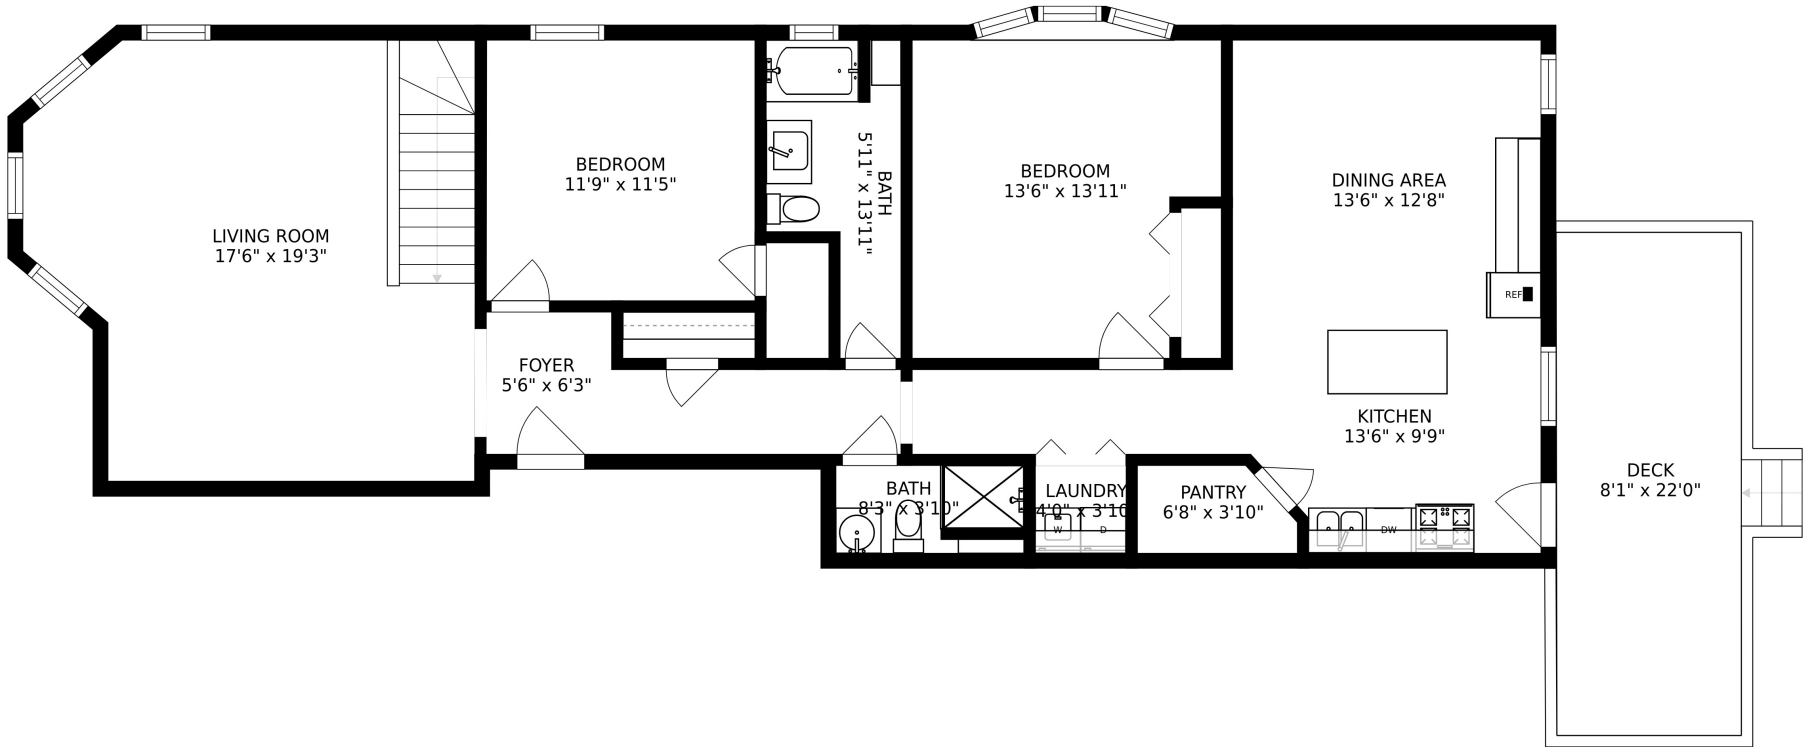 LIVING ROOM
17'6" x 19'3"
BEDROOM
11'9" x 11'5"
BATH
5'11" x 13'11"
BEDROOM
13'6" x 13'11"
DINING AREA
13'6" x 12'8"
REF
FOYER
5'6" x 6'3"
KITCHEN
13'6" x 9'9"
BATH
8'3" x 3'10"
LAUNDRY
4'0" x 3'10"
W
D
PANTRY
6'8" x 3'10"
DW
DECK
8'1" x 22'0"